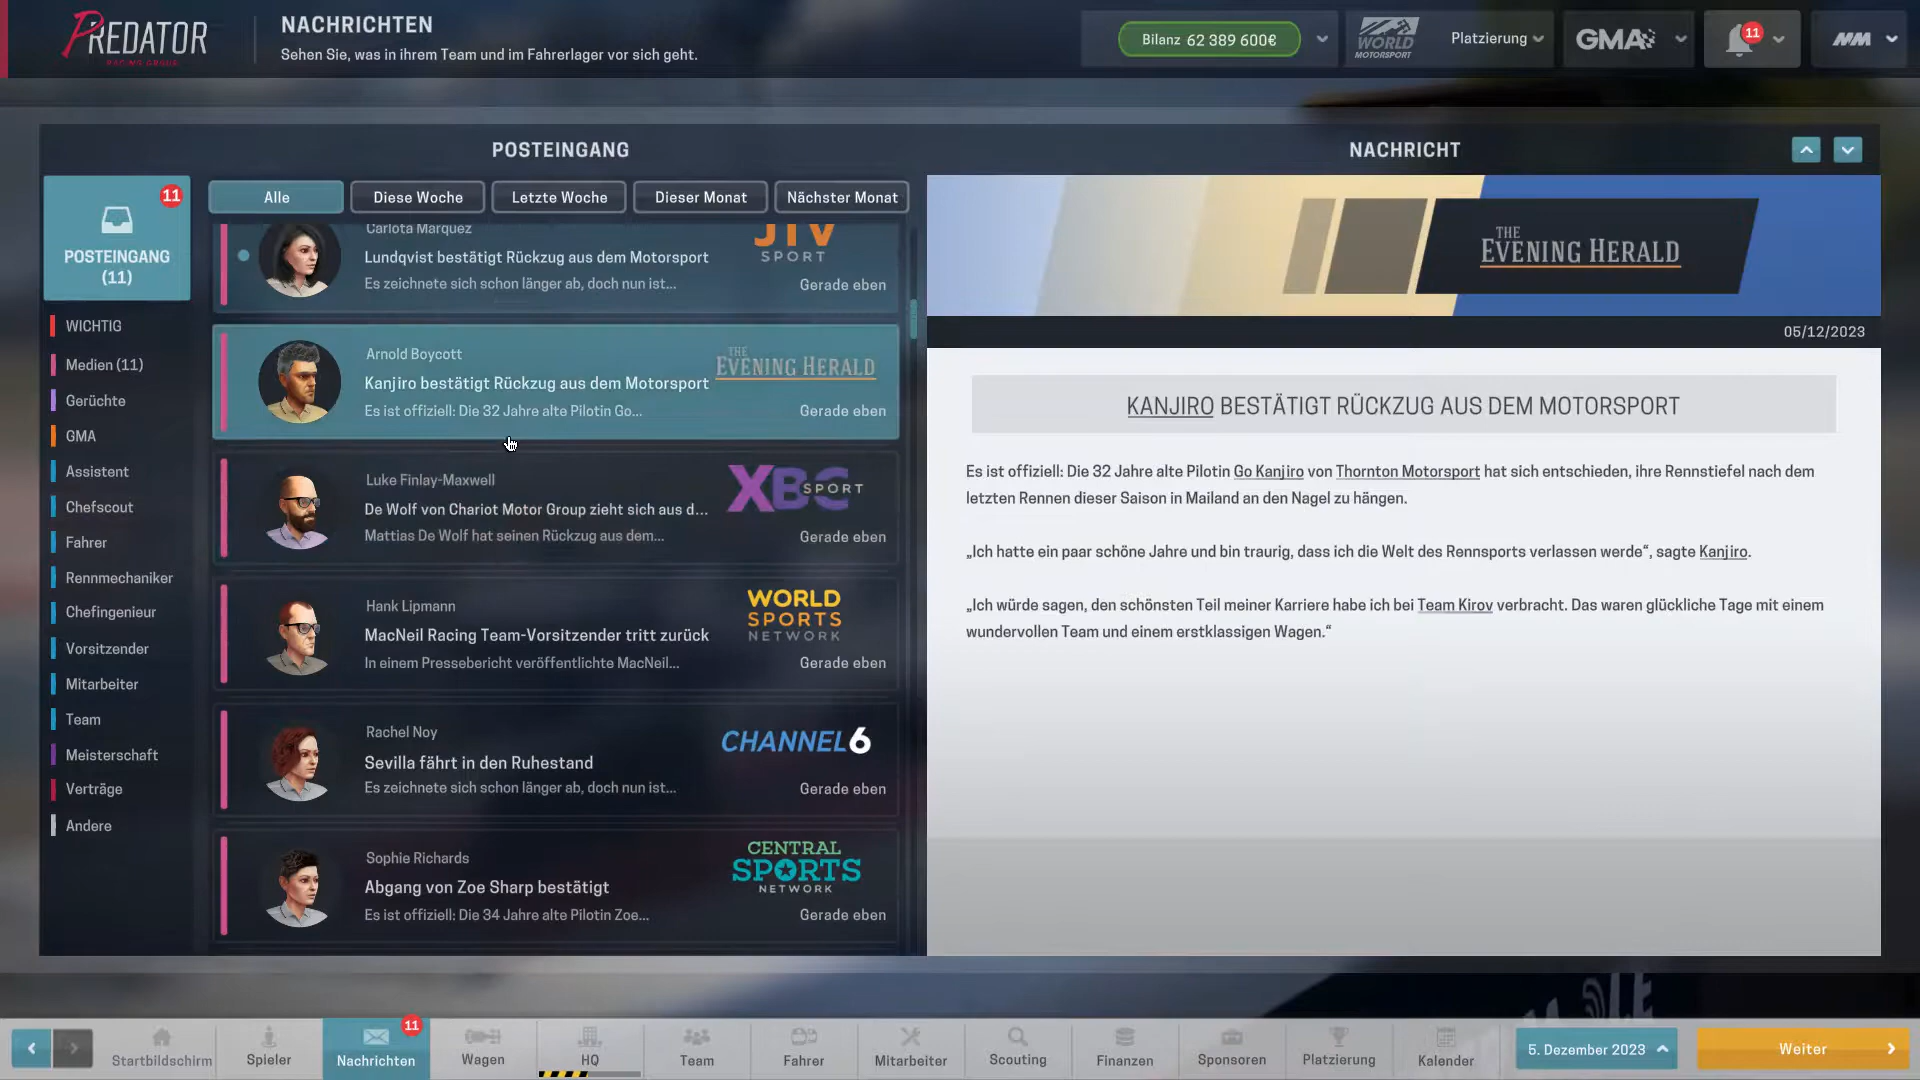 PREDATOR
RACING GROUP
NACHRICHTEN
Sehen Sie, was in ihrem Team und im Fahrerlager vor sich geht.
Bilanz 62 389 600€
WORLD
MOTORSPORT
Platzierung
GMA
11
POSTEINGANG
NACHRICHT
11
POSTEINGANG
(11)
Alle
Diese Woche
Letzte Woche
Dieser Monat
Nächster Monat
WICHTIG
Medien (11)
Gerüchte
GMA
Assistent
Chefscout
Fahrer
Rennmechaniker
Chefingenieur
Vorsitzender
Mitarbeiter
Team
Meisterschaft
Verträge
Andere
Carlota Marquez
Lundqvist bestätigt Rückzug aus dem Motorsport
Es zeichnete sich schon länger ab, doch nun ist...
JTV
SPORT
Gerade eben
Arnold Boycott
Kanjiro bestätigt Rückzug aus dem Motorsport
Es ist offiziell: Die 32 Jahre alte Pilotin Go...
THE
EVENING HERALD
Gerade eben
Luke Finlay-Maxwell
De Wolf von Chariot Motor Group zieht sich aus d...
Mattias De Wolf hat seinen Rückzug aus dem...
XBC SPORT
Gerade eben
Hank Lipmann
MacNeil Racing Team-Vorsitzender tritt zurück
In einem Pressebericht veröffentlichte MacNeil...
WORLD
SPORTS
NETWORK
Gerade eben
Rachel Noy
Sevilla fährt in den Ruhestand
Es zeichnete sich schon länger ab, doch nun ist...
CHANNEL6
Gerade eben
Sophie Richards
Abgang von Zoe Sharp bestätigt
Es ist offiziell: Die 34 Jahre alte Pilotin Zoe...
CENTRAL
SPORTS
NETWORK
Gerade eben
THE
EVENING HERALD
05/12/2023
KANJIRO BESTÄTIGT RÜCKZUG AUS DEM MOTORSPORT
Es ist offiziell: Die 32 Jahre alte Pilotin Go Kanjiro von Thornton Motorsport hat sich entschieden, ihre Rennstiefel nach dem
letzten Rennen dieser Saison in Mailand an den Nagel zu hängen.
„Ich hatte ein paar schöne Jahre und bin traurig, dass ich die Welt des Rennsports verlassen werde“, sagte Kanjiro.
„Ich würde sagen, den schönsten Teil meiner Karriere habe ich bei Team Kirov verbracht. Das waren glückliche Tage mit einem
wundervollen Team und einem erstklassigen Wagen.“
Startbildschirm
Spieler
11
Nachrichten
Wagen
HQ
Team
Fahrer
Mitarbeiter
Scouting
Finanzen
Sponsoren
Platzierung
Kalender
5. Dezember 2023
Weiter